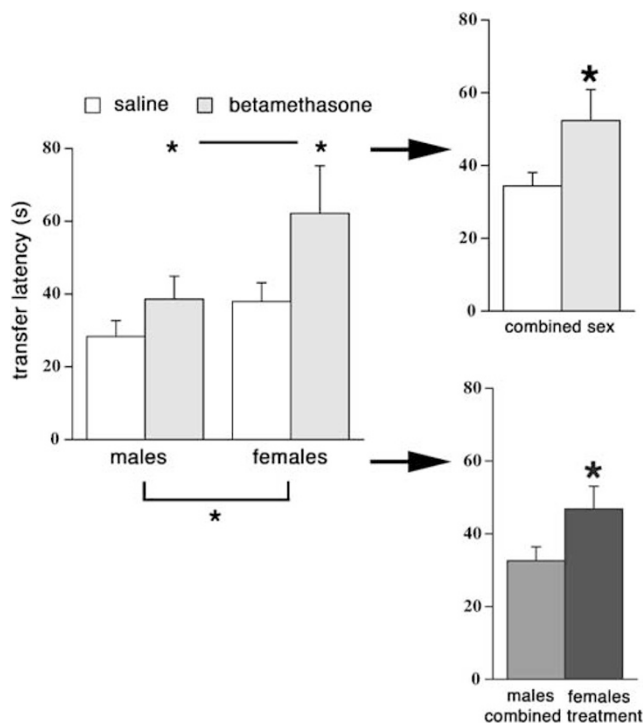 saline betamethasone
80 * * 
60
40
20
0
transfer latency (s)
males females
*
80
60
40
20
0
*
combined sex
80
60
40
20
0
*
males females
combined treatment